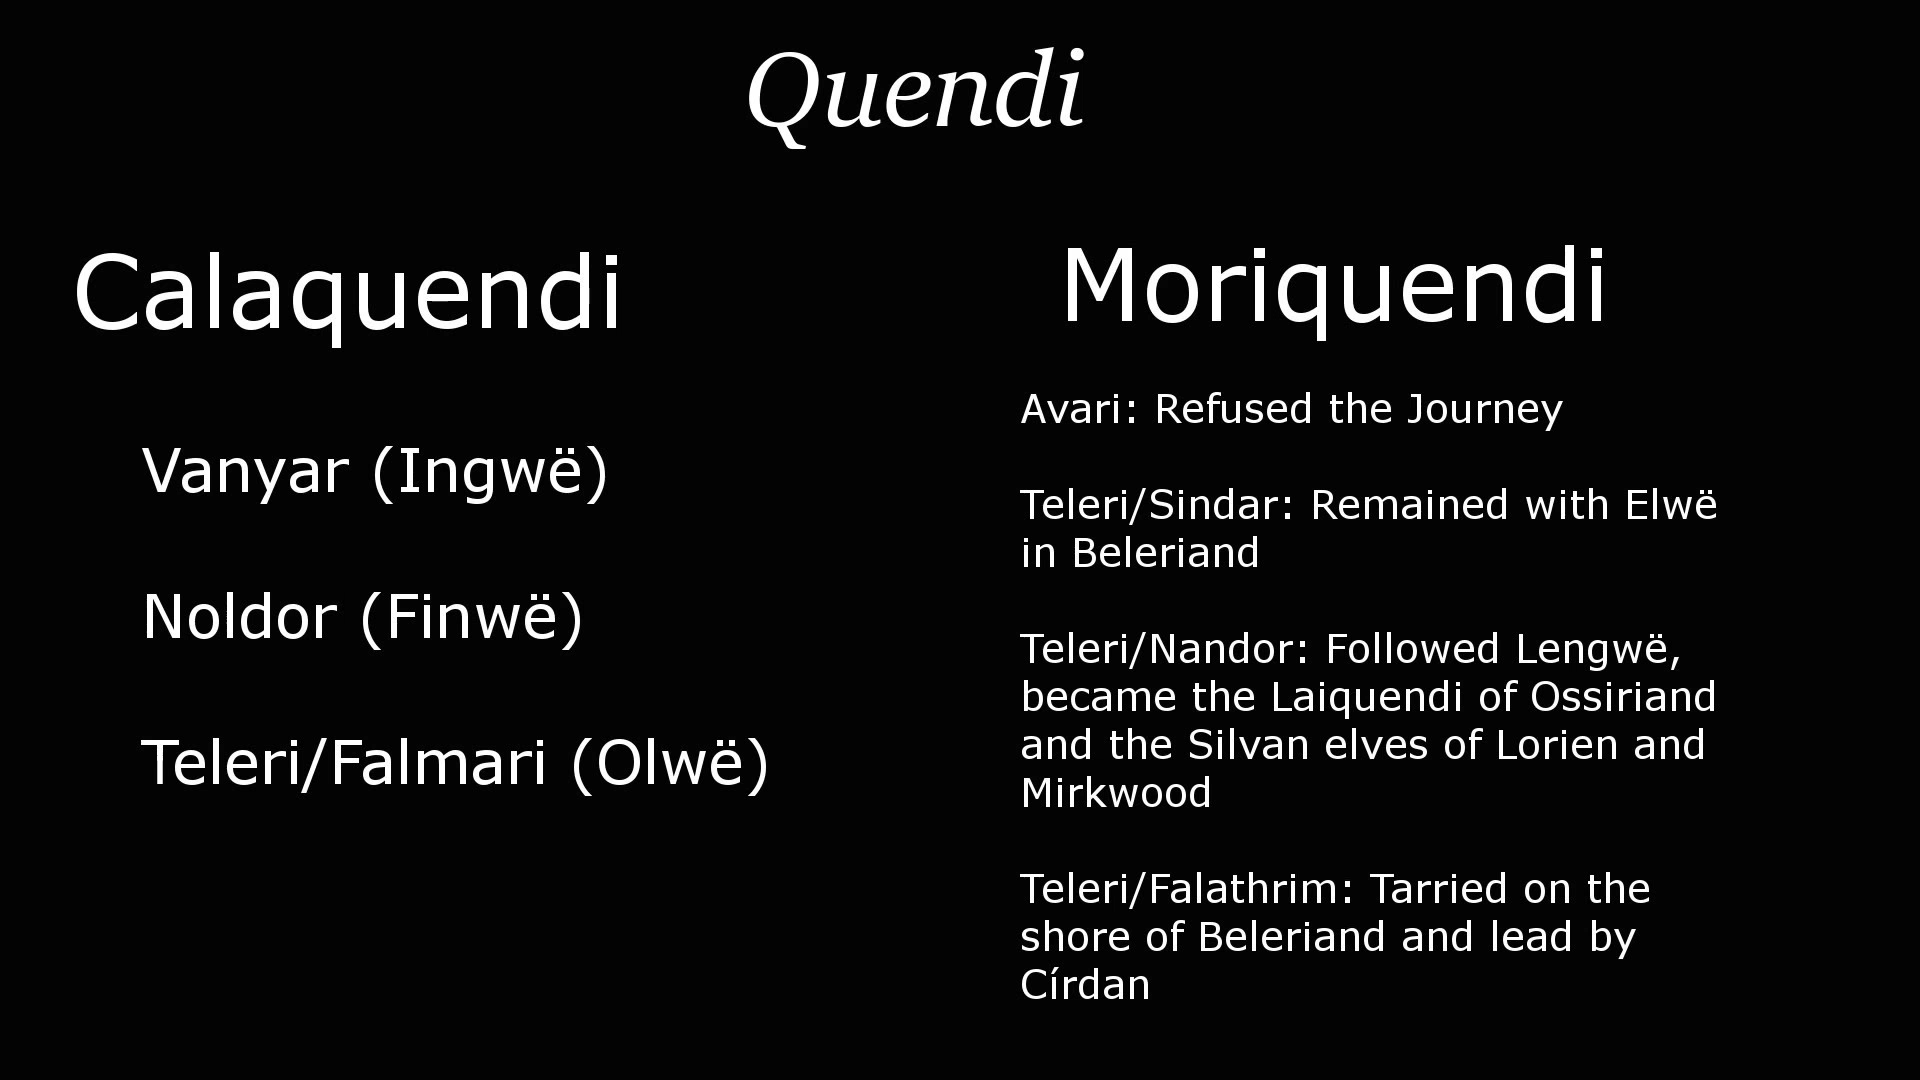 Quendi
Calaquendi
Vanyar (Ingwë)
Noldor (Finwë)
Teleri/Falmari (Olwë)
Moriquendi
Avari: Refused the Journey
Teleri/Sindar: Remained with Elwë
in Beleriand
Teleri/Nandor: Followed Lengwë,
became the Laiquendi of Ossiriand
and the Silvan elves of Lorien and
Mirkwood
Teleri/Falathrim: Tarried on the
shore of Beleriand and lead by
Círdan